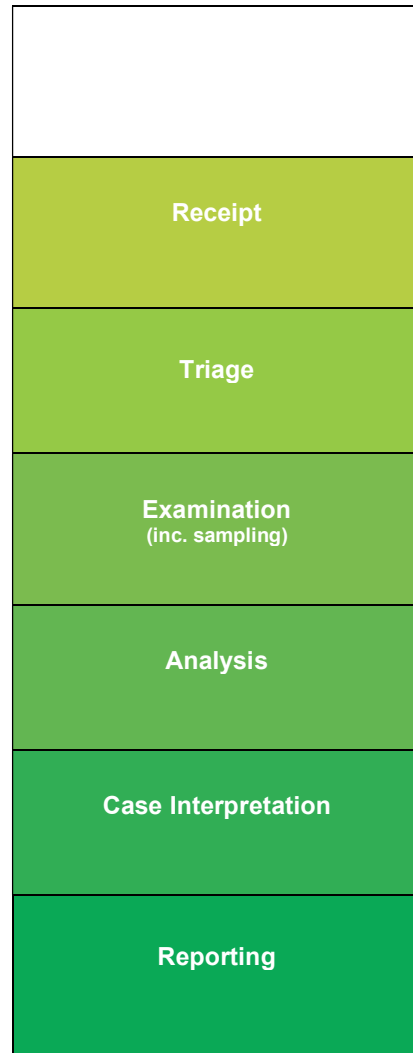 Receipt
Triage
Examination
(inc. sampling)
Analysis
Case Interpretation
Reporting